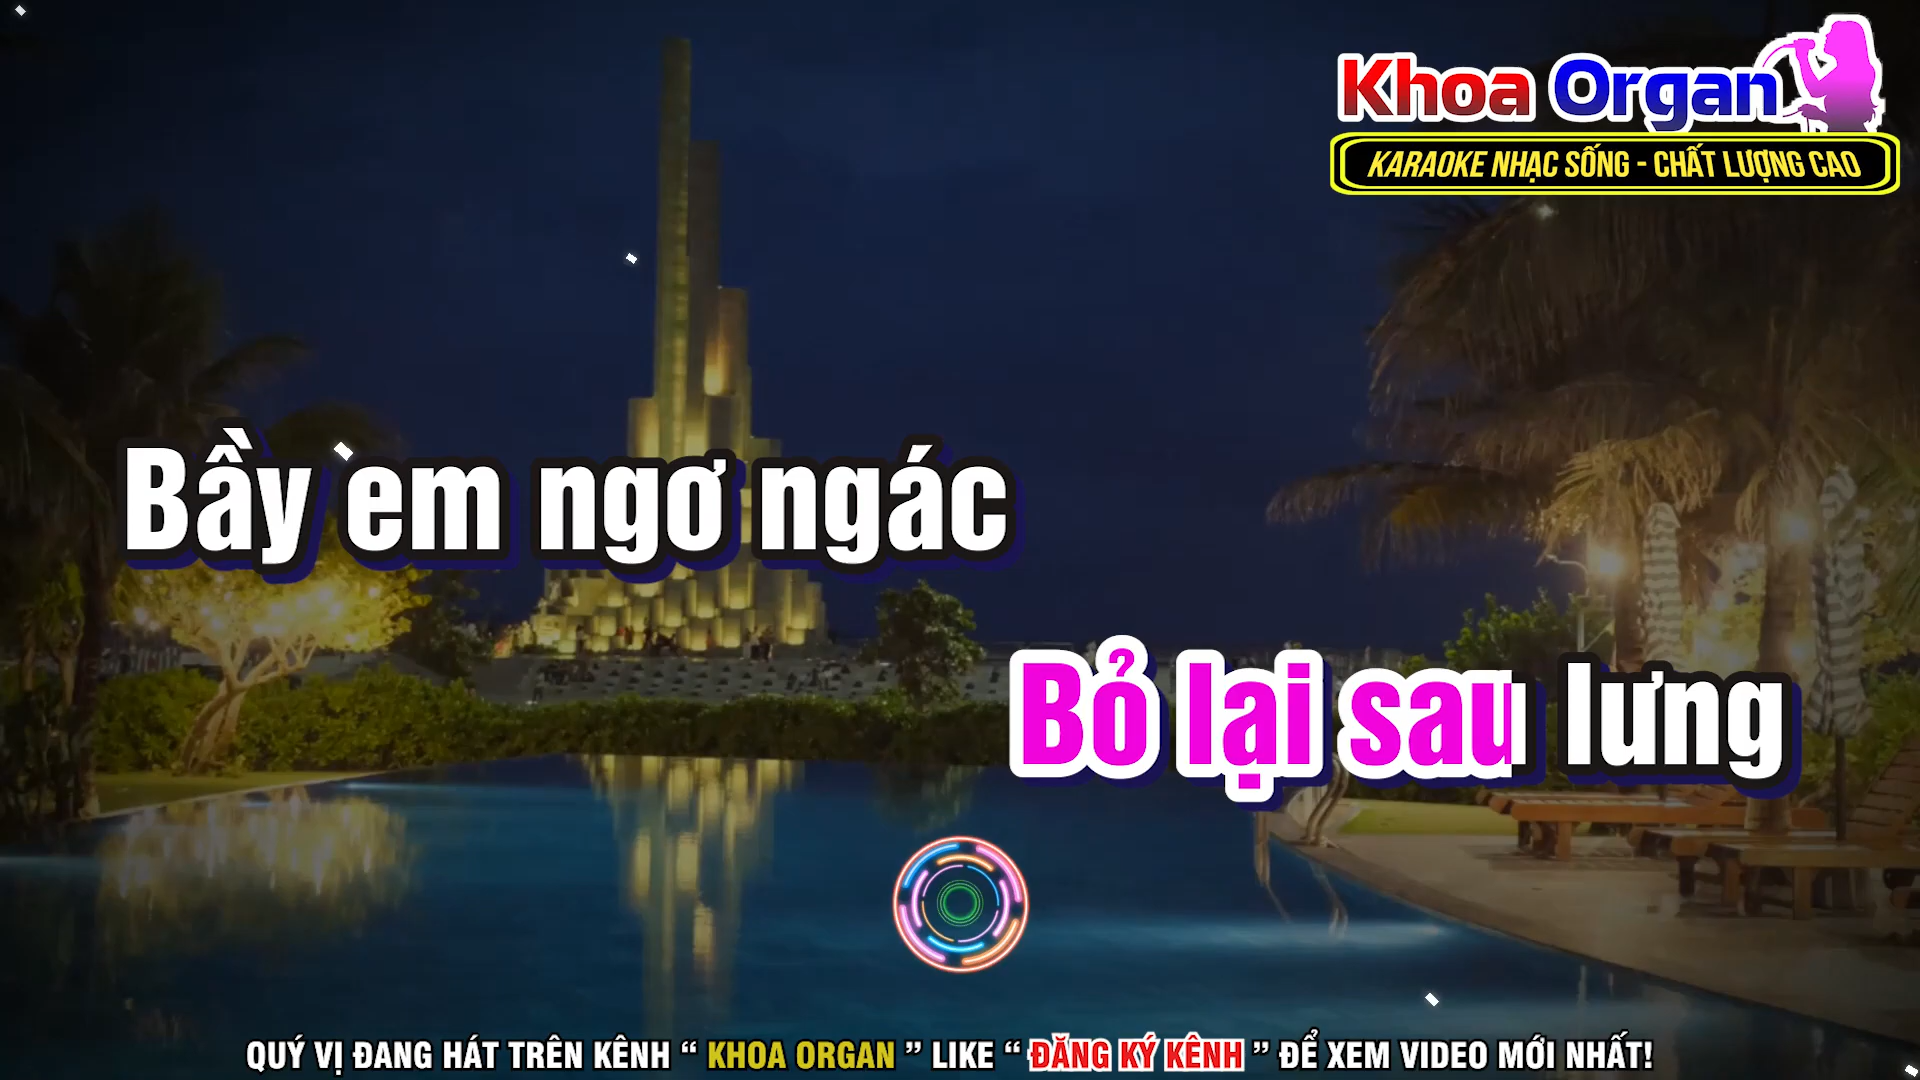 Khoa Organ
KARAOKE NHẠC SỐNG - CHẤT LƯỢNG CAO
Bầy em ngơ ngác
Bỏ lại sau lưng
QUÝ VỊ ĐANG HÁT TRÊN KÊNH “ KHOA ORGAN ” LIKE “ ĐĂNG KÝ KÊNH ” ĐỂ XEM VIDEO MỚI NHẤT!